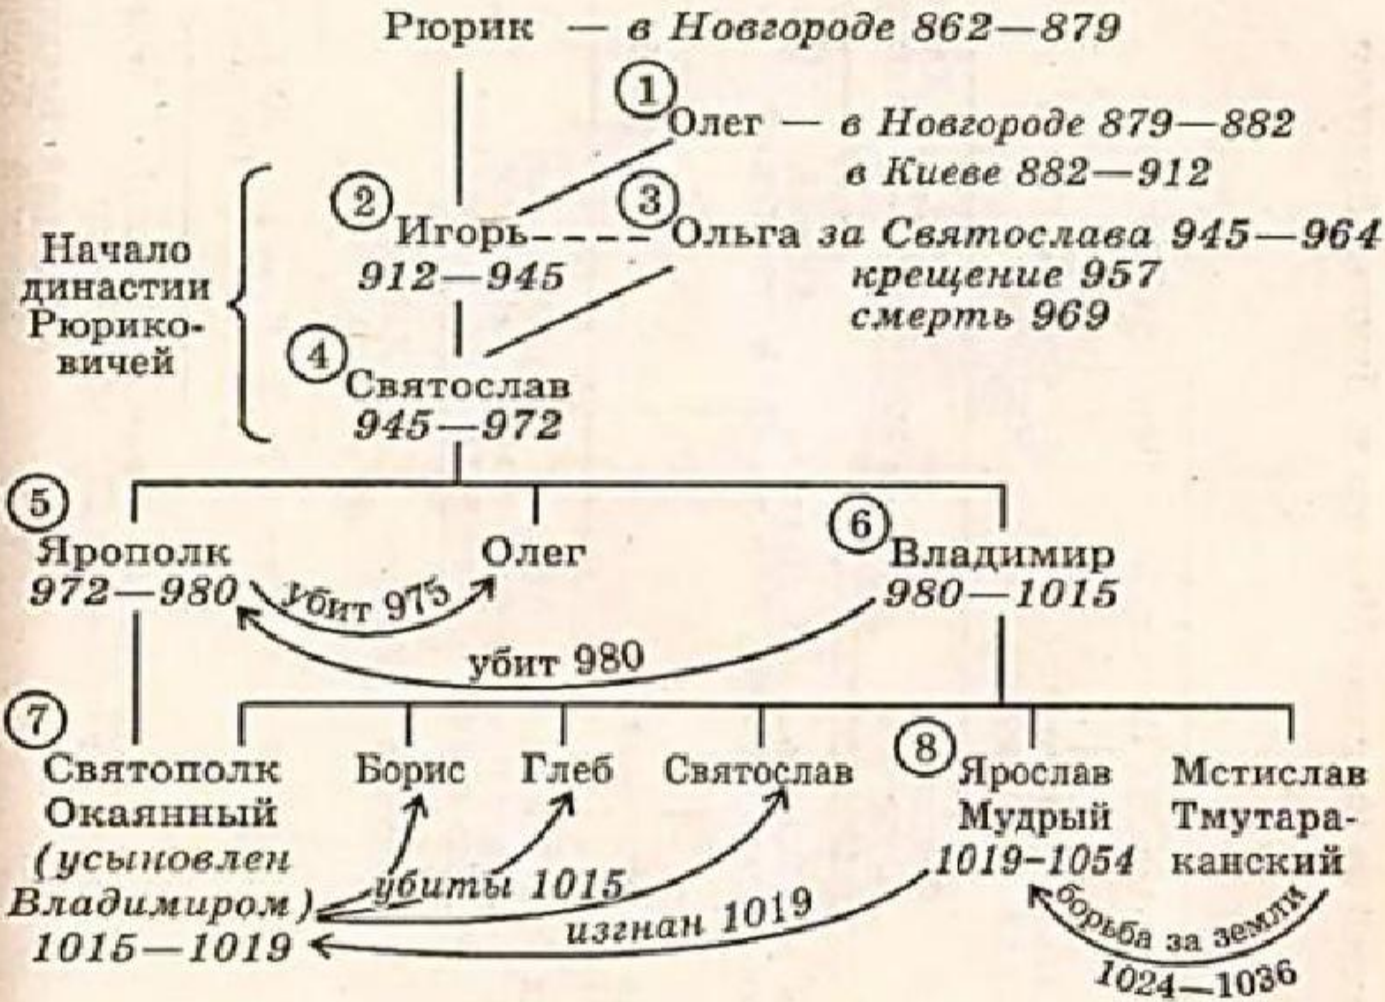 Рюрик — в Новгороде 862—879
1
Олег — в Новгороде 879—882
в Киеве 882—912
2
3
Игорь
912—945
Ольга за Святослава 945—964
крещение 957
смерть 969
Начало
династии
Рюрико-
вичей
4
Святослав
945—972
5
Ярополк
972—980
Олег
6
Владимир
980—1015
убит 975
убит 980
7
Святополк
Окаянный
(усыновлен
Владимиром)
1015—1019
Борис
Глеб
Святослав
8
Ярослав
Мудрый
1019-1054
Мстислав
Тмутара-
канский
убиты 1015
изгнан 1019
борьба за земли
1024—1036